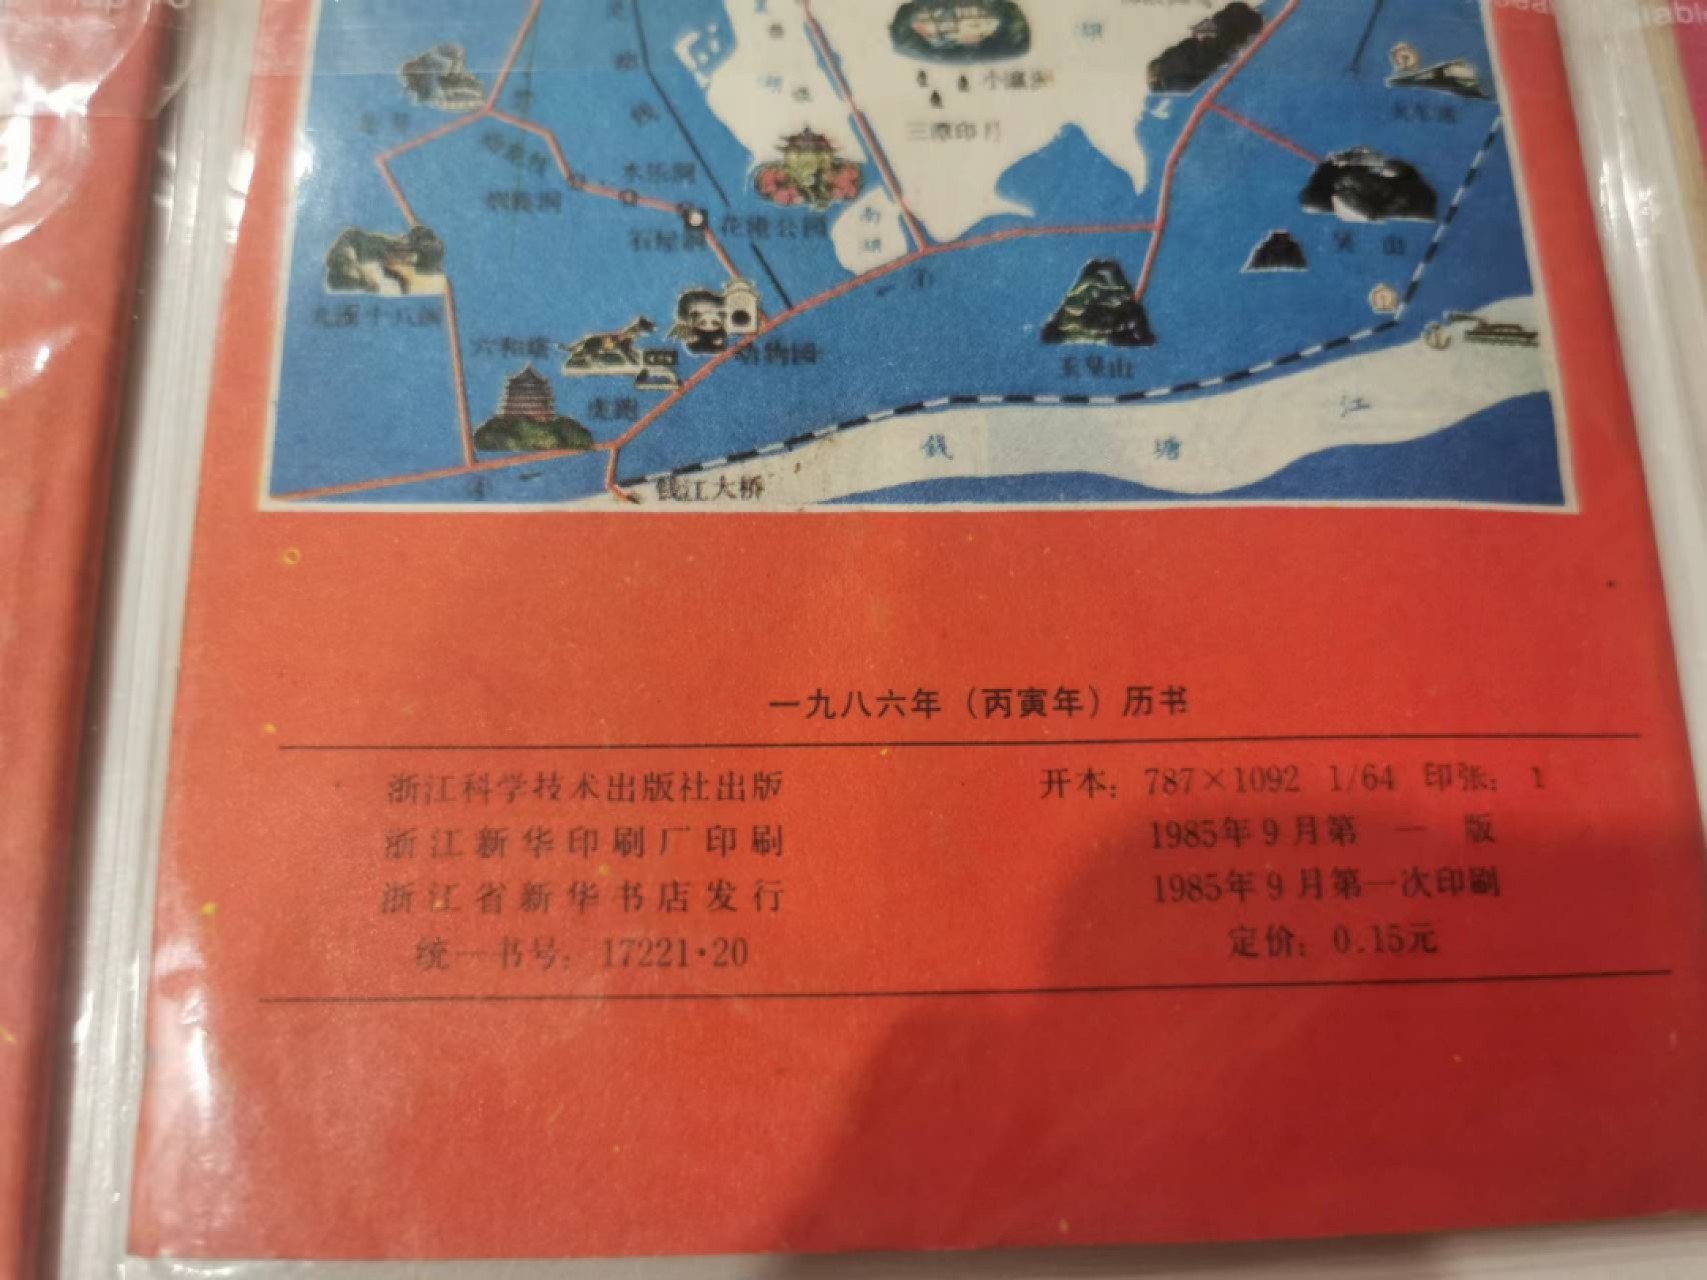 湖
小瀛洲
三潭印月
水乐洞
烟霞洞
石屋洞
花港公园
南湖
吴山
九溪十八涧
六和塔
动物园
玉皇山
虎跑
钱塘江
钱江大桥
一九八六年（丙寅年）历书
浙江科学技术出版社出版
浙江新华印刷厂印刷
浙江省新华书店发行
统一书号：17221·20
开本：787×1092 1/64 印张：1
1985年9月第一版
1985年9月第一次印刷
定价：0.15元